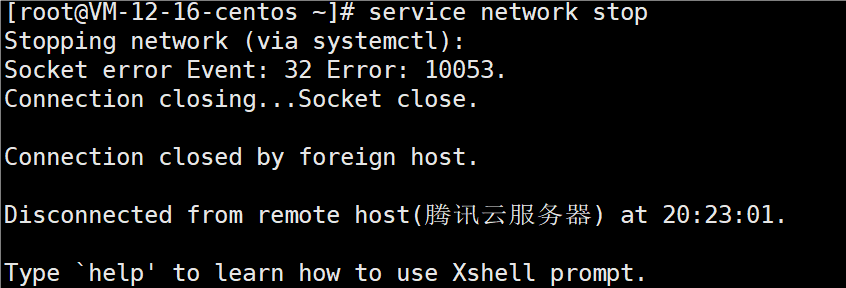 [root@VM-12-16-centos ~]# service network stop
Stopping network (via systemctl):
Socket error Event: 32 Error: 10053.
Connection closing...Socket close.
Connection closed by foreign host.
Disconnected from remote host(腾讯云服务器) at 20:23:01.
Type `help' to learn how to use Xshell prompt.